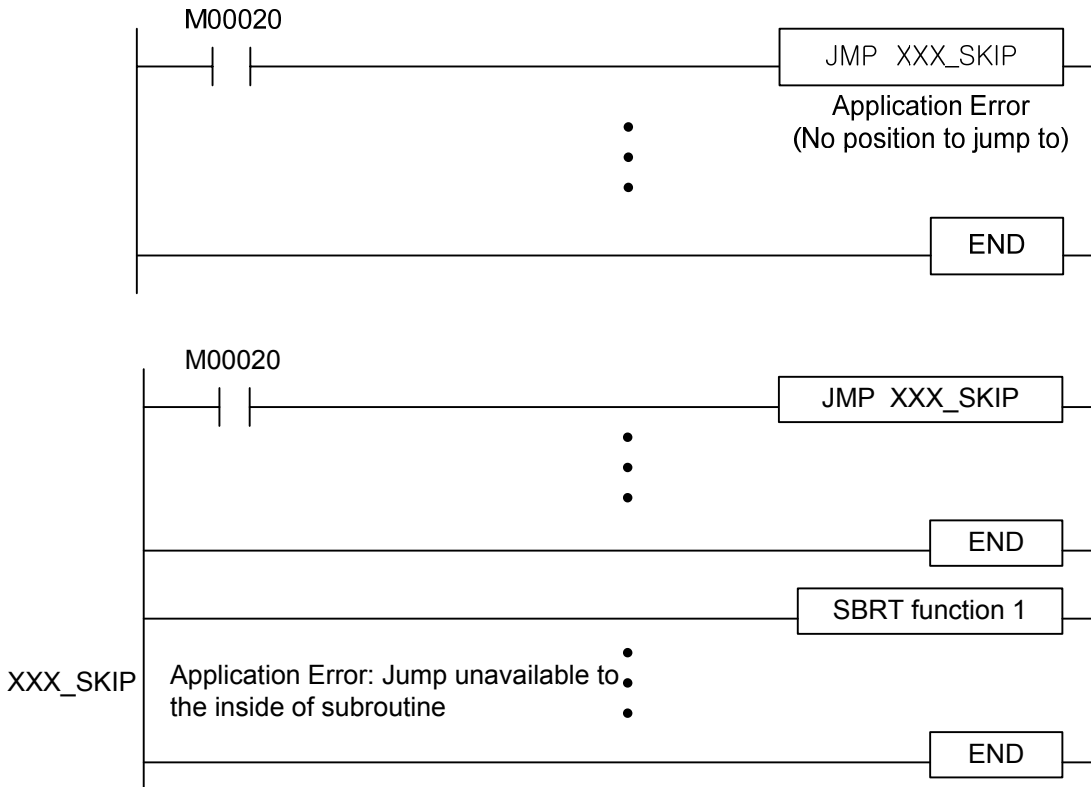 M00020
JMP XXX_SKIP
Application Error
(No position to jump to)
END
M00020
JMP XXX_SKIP
END
SBRT function 1
XXX_SKIP
Application Error: Jump unavailable to
the inside of subroutine
END